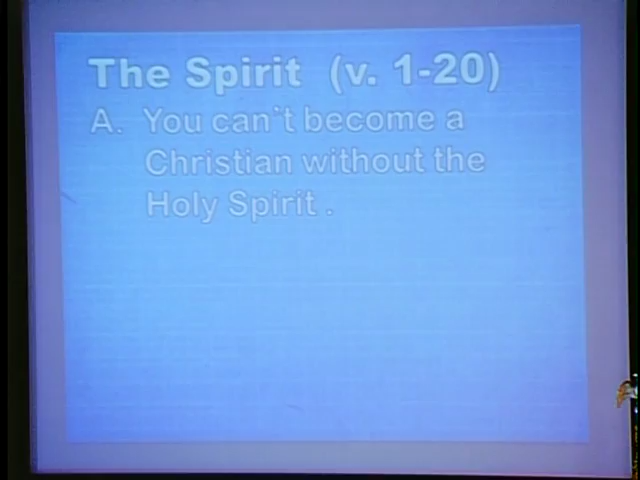 The Spirit (v. 1-20)
A. You can't become a
Christian without the
Holy Spirit .